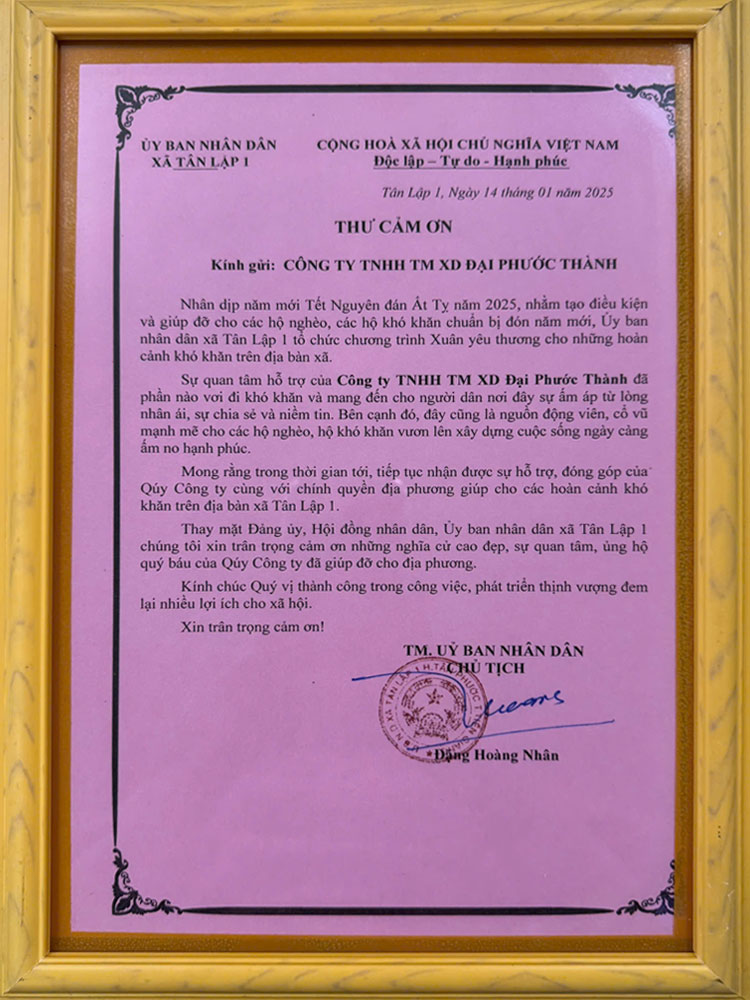 ỦY BAN NHÂN DÂN
XÃ TÂN LẬP 1
CỘNG HOÀ XÃ HỘI CHỦ NGHĨA VIỆT NAM
Độc lập – Tự do - Hạnh phúc
Tân Lập 1, Ngày 14 tháng 01 năm 2025
THƯ CẢM ƠN
Kính gửi: CÔNG TY TNHH TM XD ĐẠI PHƯỚC THÀNH
Nhân dịp năm mới Tết Nguyên đán Ất Tỵ năm 2025, nhằm tạo điều kiện
và giúp đỡ cho các hộ nghèo, các hộ khó khăn chuẩn bị đón năm mới, Ủy ban
nhân dân xã Tân Lập 1 tổ chức chương trình Xuân yêu thương cho những hoàn
cảnh khó khăn trên địa bàn xã.
Sự quan tâm hỗ trợ của Công ty TNHH TM XD Đại Phước Thành đã
phần nào vơi đi khó khăn và mang đến cho người dân nơi đây sự ấm áp từ lòng
nhân ái, sự chia sẻ và niềm tin. Bên cạnh đó, đây cũng là nguồn động viên, cổ vũ
mạnh mẽ cho các hộ nghèo, hộ khó khăn vươn lên xây dựng cuộc sống ngày càng
ấm no hạnh phúc.
Mong rằng trong thời gian tới, tiếp tục nhận được sự hỗ trợ, đóng góp của
Qúy Công ty cùng với chính quyền địa phương giúp cho các hoàn cảnh khó
khăn trên địa bàn xã Tân Lập 1.
Thay mặt Đảng ủy, Hội đồng nhân dân, Ủy ban nhân dân xã Tân Lập 1
chúng tôi xin trân trọng cảm ơn những nghĩa cử cao đẹp, sự quan tâm, ủng hộ
quý báu của Qúy Công ty đã giúp đỡ cho địa phương.
Kính chúc Quý vị thành công trong công việc, phát triển thịnh vượng đem
lại nhiều lợi ích cho xã hội.
Xin trân trọng cảm ơn!
TM. UỶ BAN NHÂN DÂN
CHỦ TỊCH
U.B.N.D XÃ TÂN LẬP 1 H.TÂN PHƯỚC T.TIỀN GIANG
Đặng Hoàng Nhân